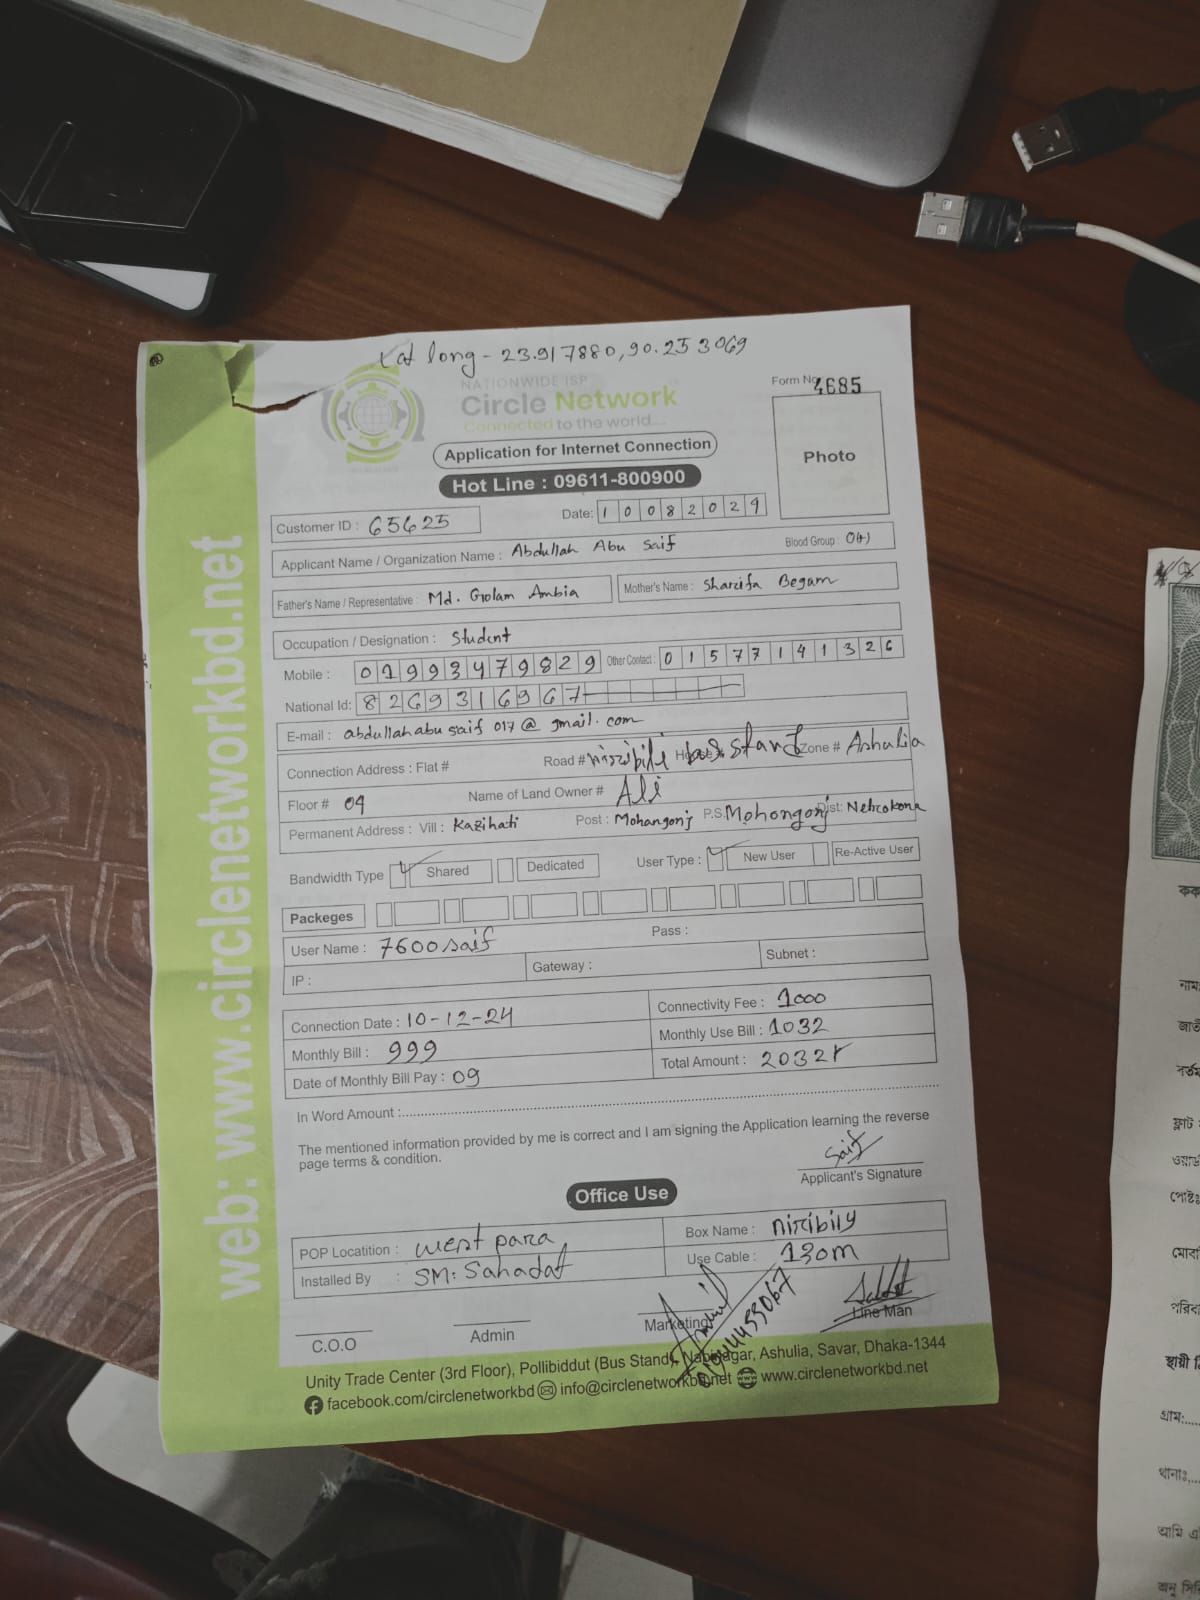 Lat long - 23.917880, 90.253069
NATIONWIDE ISP
Circle Network
Connected to the world...
Form No 4685
Photo
Application for Internet Connection
Hot Line : 09611-800900
Customer ID : 65625 Date: 10082024
Applicant Name / Organization Name : Abdullah Abu Saif Blood Group : O(+)
Father's Name / Representative : Md. Golam Ambia Mother's Name : Sharifa Begam
Occupation / Designation : Student
Mobile : 01993479829 Other Contact : 01577141326
National Id: 8269316967
E-mail : abdullahabusaif017@gmail.com
Connection Address : Flat # Road # nirибili bus stand Zone # Ashulia
Floor # 04 Name of Land Owner # Ali
Permanent Address : Vill : Kazihati Post : Mohangonj P.S. Mohongonj Dist: Netrokona
Bandwidth Type Shared Dedicated User Type : New User Re-Active User
Packeges
User Name : 7600saif Pass :
IP : Gateway : Subnet :
Connection Date : 10-12-24 Connectivity Fee : 1000
Monthly Bill : 999 Monthly Use Bill : 1032
Date of Monthly Bill Pay : 09 Total Amount : 2032
In Word Amount :
The mentioned information provided by me is correct and I am signing the Application learning the reverse
page terms & condition.
Saif
Applicant's Signature
Office Use
POP Locatition : west para Box Name : niribily
Installed By : SM: Sahadat Use Cable : 130m
C.O.O Admin Marketing Line Man
Unity Trade Center (3rd Floor), Pollibiddut (Bus Stand), Nabinagar, Ashulia, Savar, Dhaka-1344
facebook.com/circlenetworkbd info@circlenetworkbd.net www.circlenetworkbd.net
web: www.circlenetworkbd.net
গ্রাম:
থানাঃ